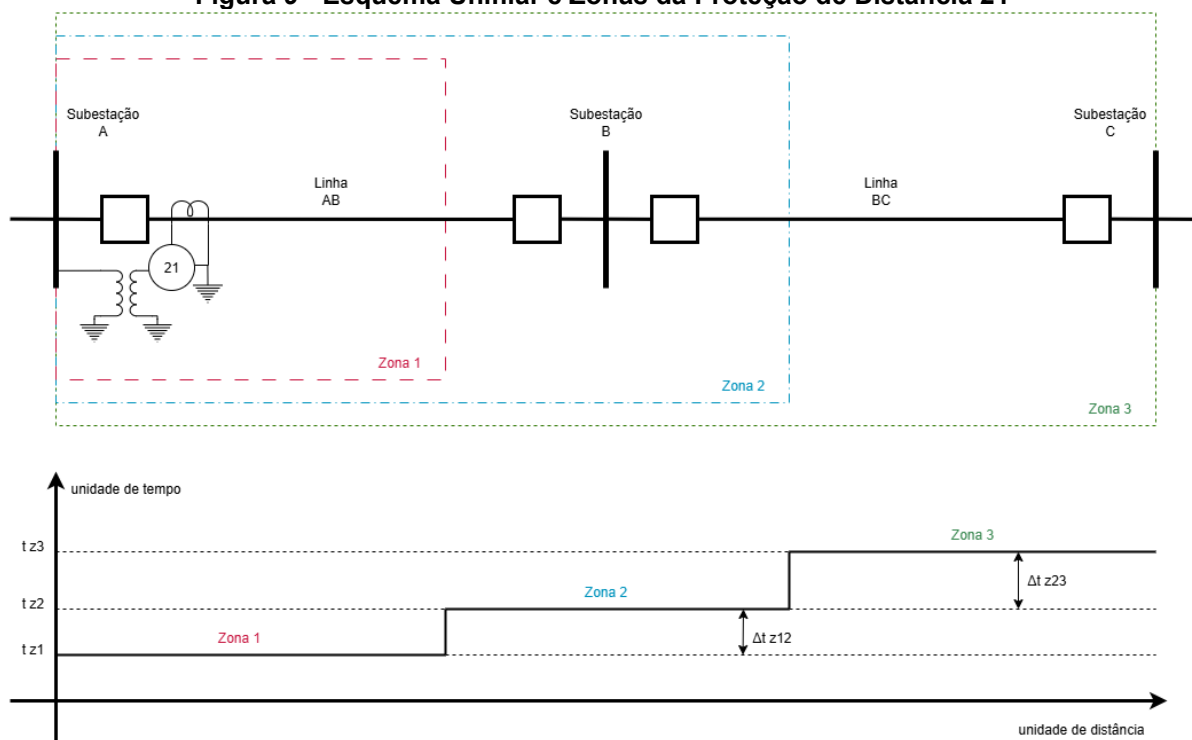 Figura - Esquema Unifilar e Zonas da Proteção de Distância 21
Subestação
A
Subestação
B
Subestação
C
Linha
AB
Linha
BC
21
Zona 1
Zona 2
Zona 3
unidade de tempo
t z3
Zona 3
Δt z23
t z2
Zona 2
Δt z12
t z1
Zona 1
unidade de distância